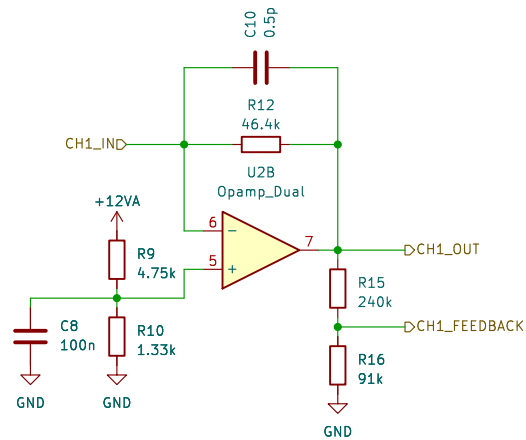 C10
0.5p
R12
46.4k
CH1_IN
U2B
Opamp_Dual
+12VA
6
7
5
CH1_OUT
R9
4.75k
R15
240k
C8
100n
R10
1.33k
CH1_FEEDBACK
R16
91k
GND
GND
GND